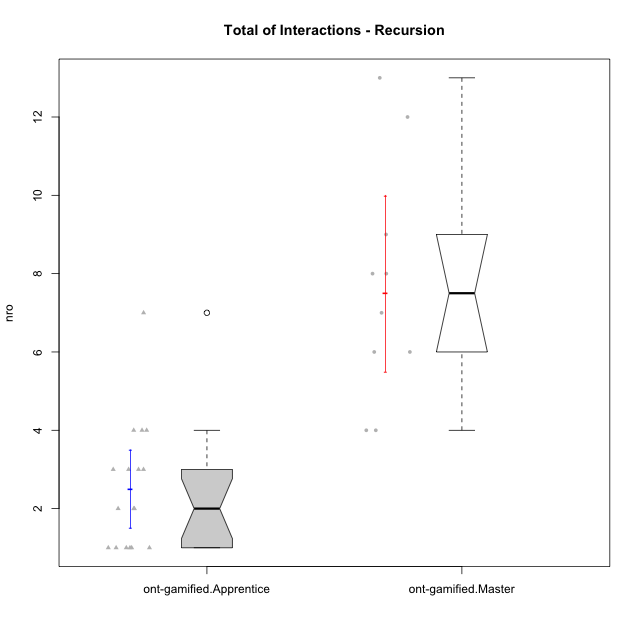 Total of Interactions - Recursion
nro
12
10
8
6
4
2
ont-gamified.Apprentice
ont-gamified.Master